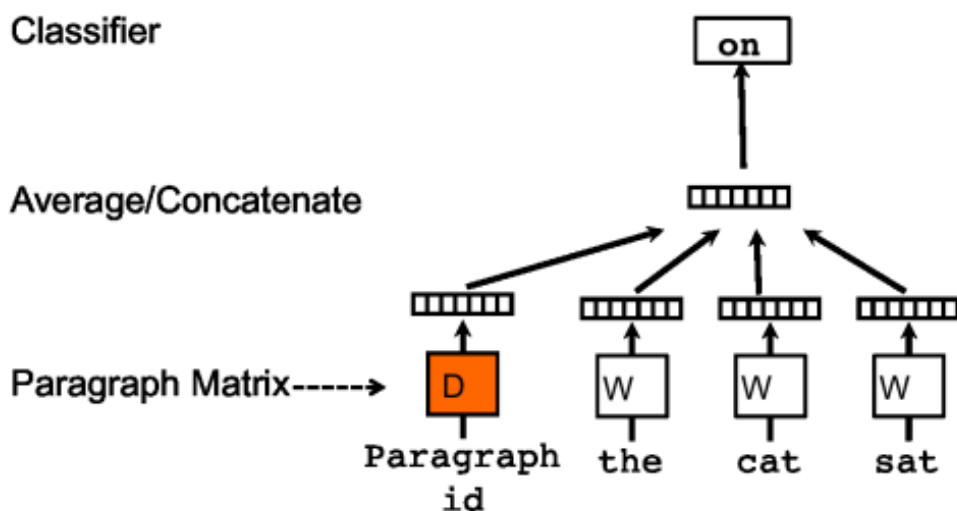 Classifier
on
Average/Concatenate
Paragraph Matrix
D
W
W
W
Paragraph
id
the
cat
sat